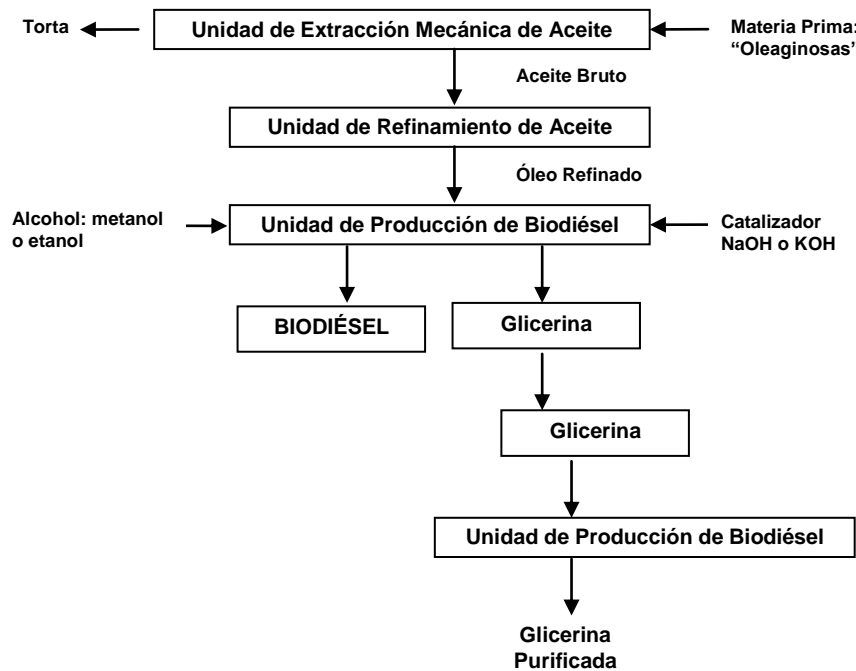 Torta
Unidad de Extracción Mecánica de Aceite
Materia Prima:
“Oleaginosas”
Aceite Bruto
Unidad de Refinamiento de Aceite
Óleo Refinado
Alcohol: metanol
o etanol
Unidad de Producción de Biodiésel
Catalizador
NaOH o KOH
BIODIÉSEL
Glicerina
Glicerina
Unidad de Producción de Biodiésel
Glicerina
Purificada